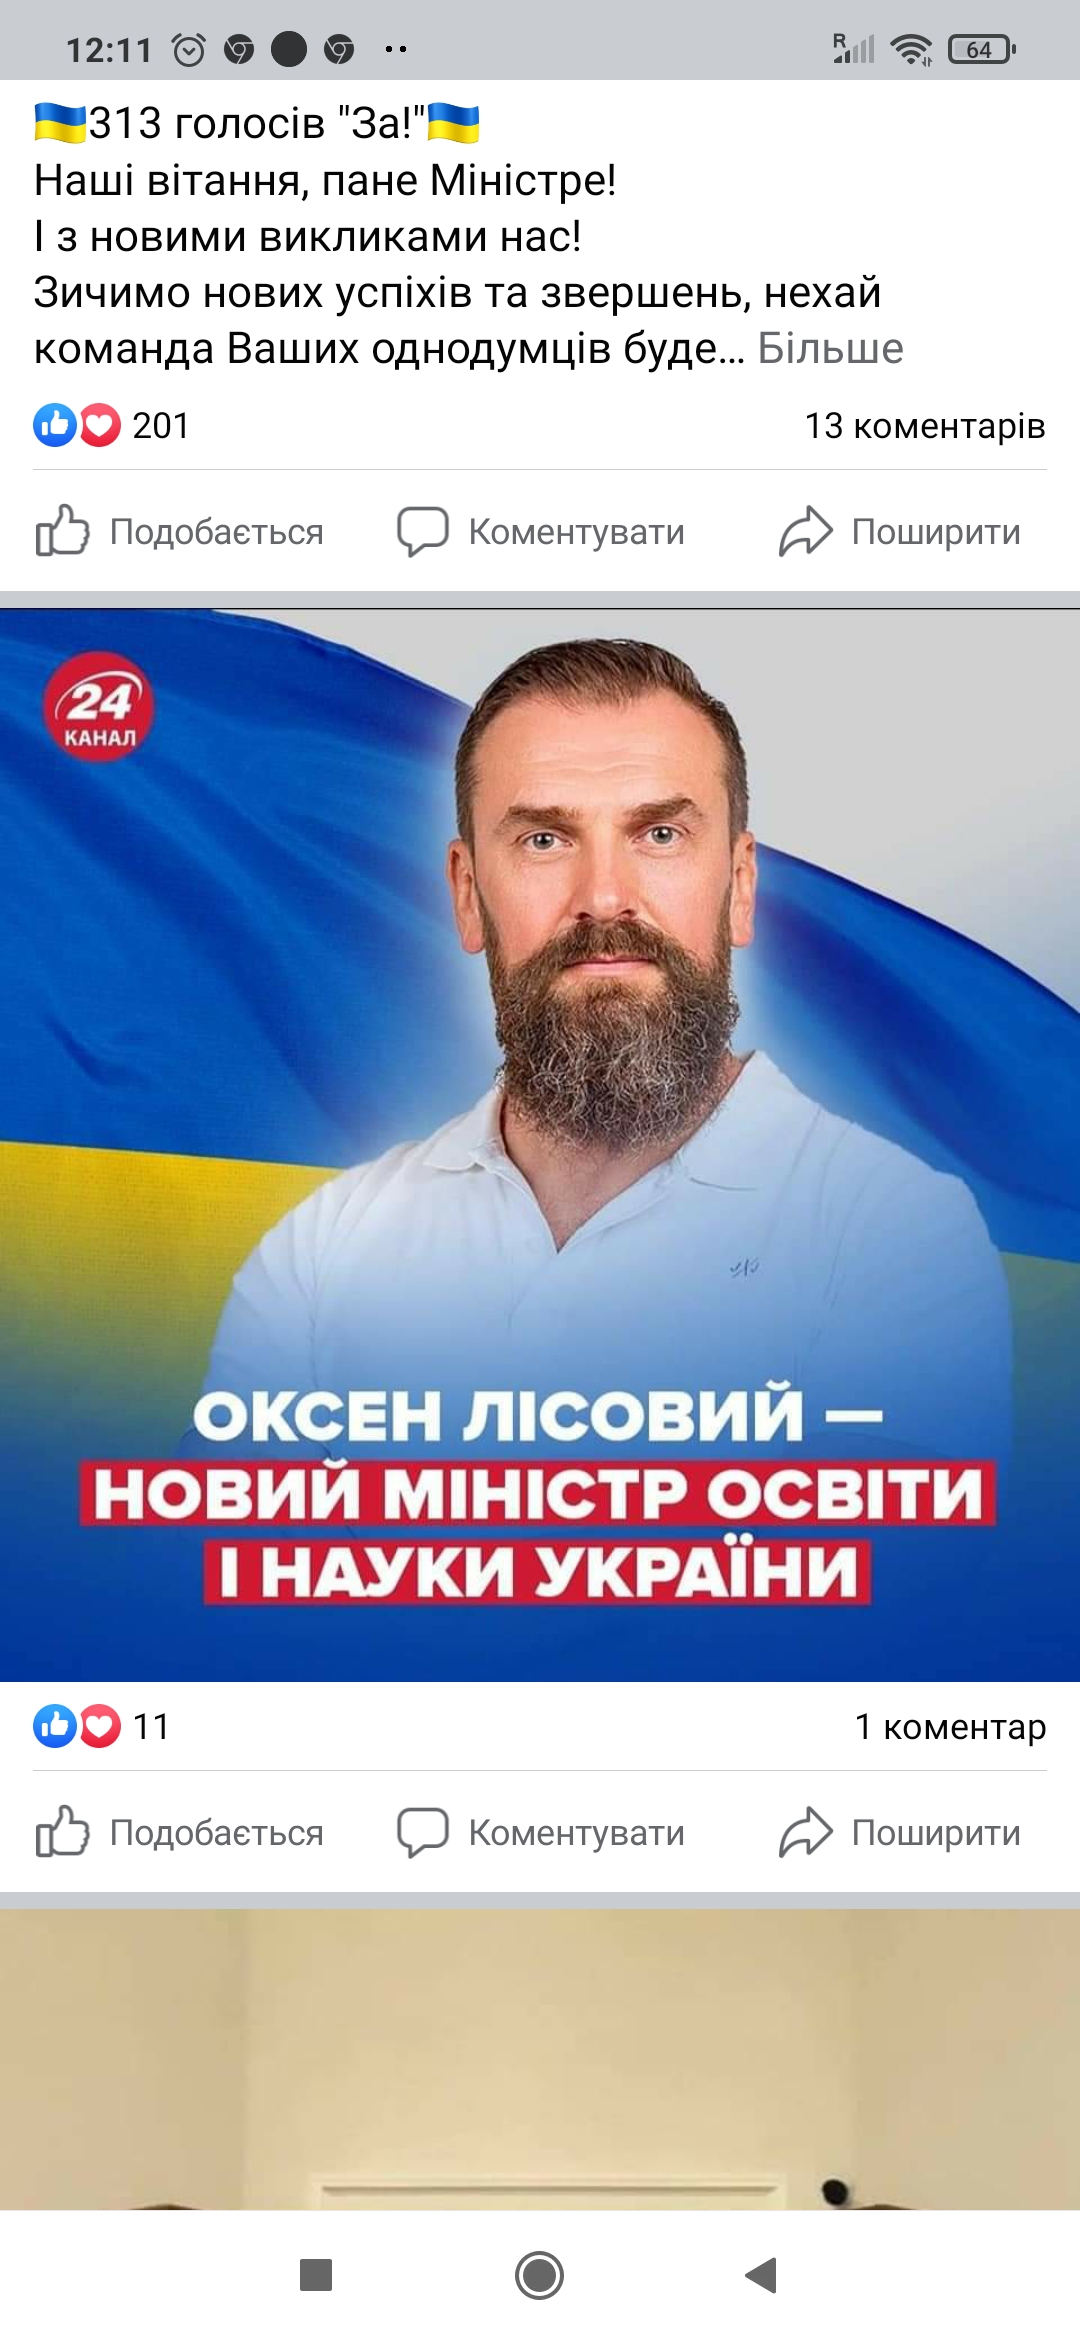 12:11
R
64
🇺🇦313 голосів "За!"🇺🇦
Наші вітання, пане Міністре!
І з новими викликами нас!
Зичимо нових успіхів та звершень, нехай
команда Ваших однодумців буде... Більше
201
13 коментарів
Подобається
Коментувати
Поширити
24
КАНАЛ
ОКСЕН ЛІСОВИЙ —
НОВИЙ МІНІСТР ОСВІТИ
І НАУКИ УКРАЇНИ
11
1 коментар
Подобається
Коментувати
Поширити